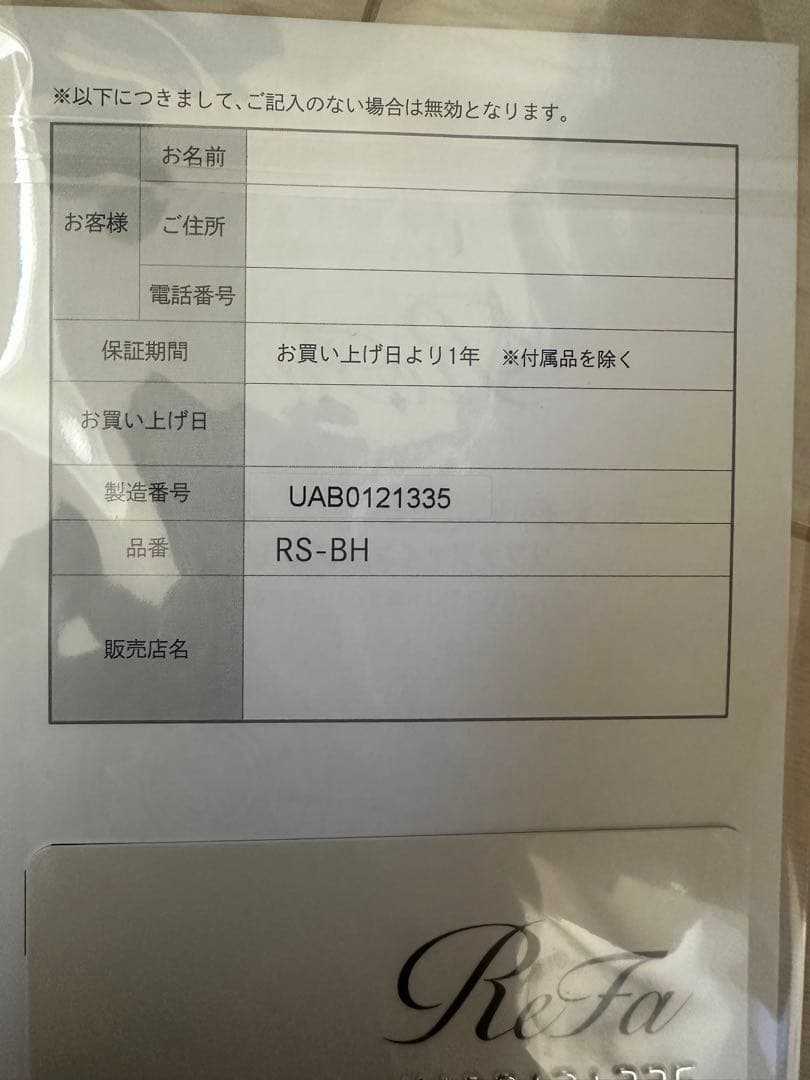 ※以下につきまして、ご記入のない場合は無効となります。
お客様
お名前
ご住所
電話番号
保証期間 お買い上げ日より1年 ※付属品を除く
お買い上げ日
製造番号 UAB0121335
品番 RS-BH
販売店名
ReFa